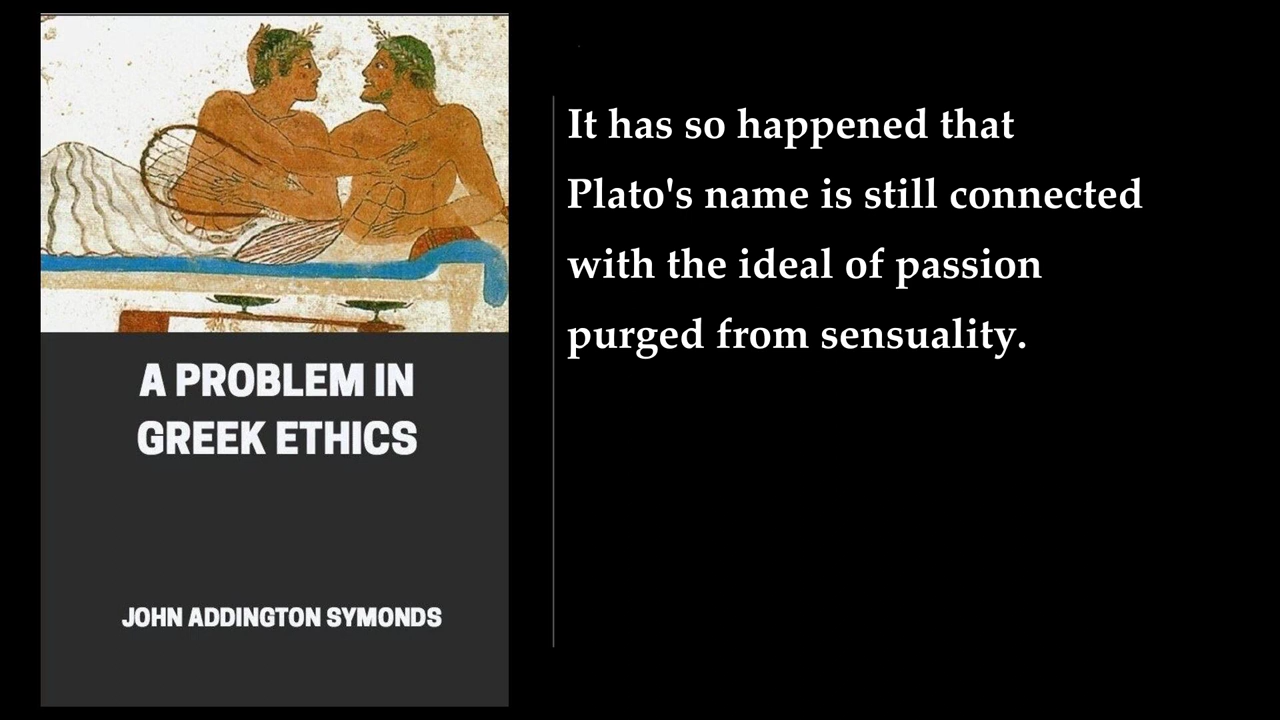 A PROBLEM IN
GREEK ETHICS
JOHN ADDINGTON SYMONDS
It has so happened that
Plato's name is still connected
with the ideal of passion
purged from sensuality.